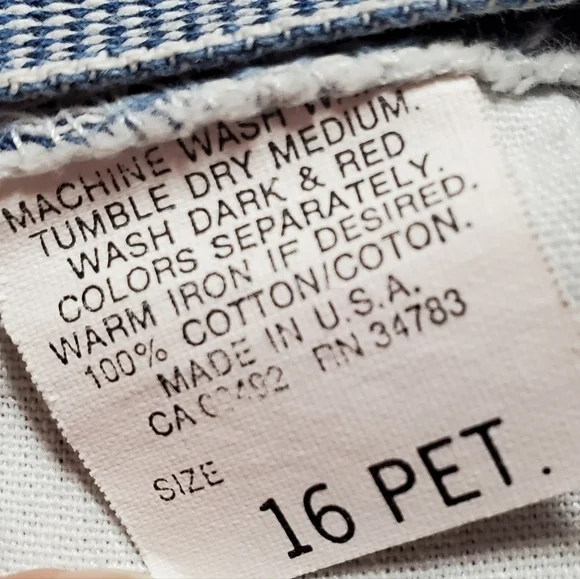 MACHINE WASH
TUMBLE DRY MEDIUM.
WASH DARK & RED
COLORS SEPARATELY.
WARM IRON IF DESIRED.
100% COTTON/COTON.
MADE IN U.S.A.
CA RN 34783
SIZE
16 PET.